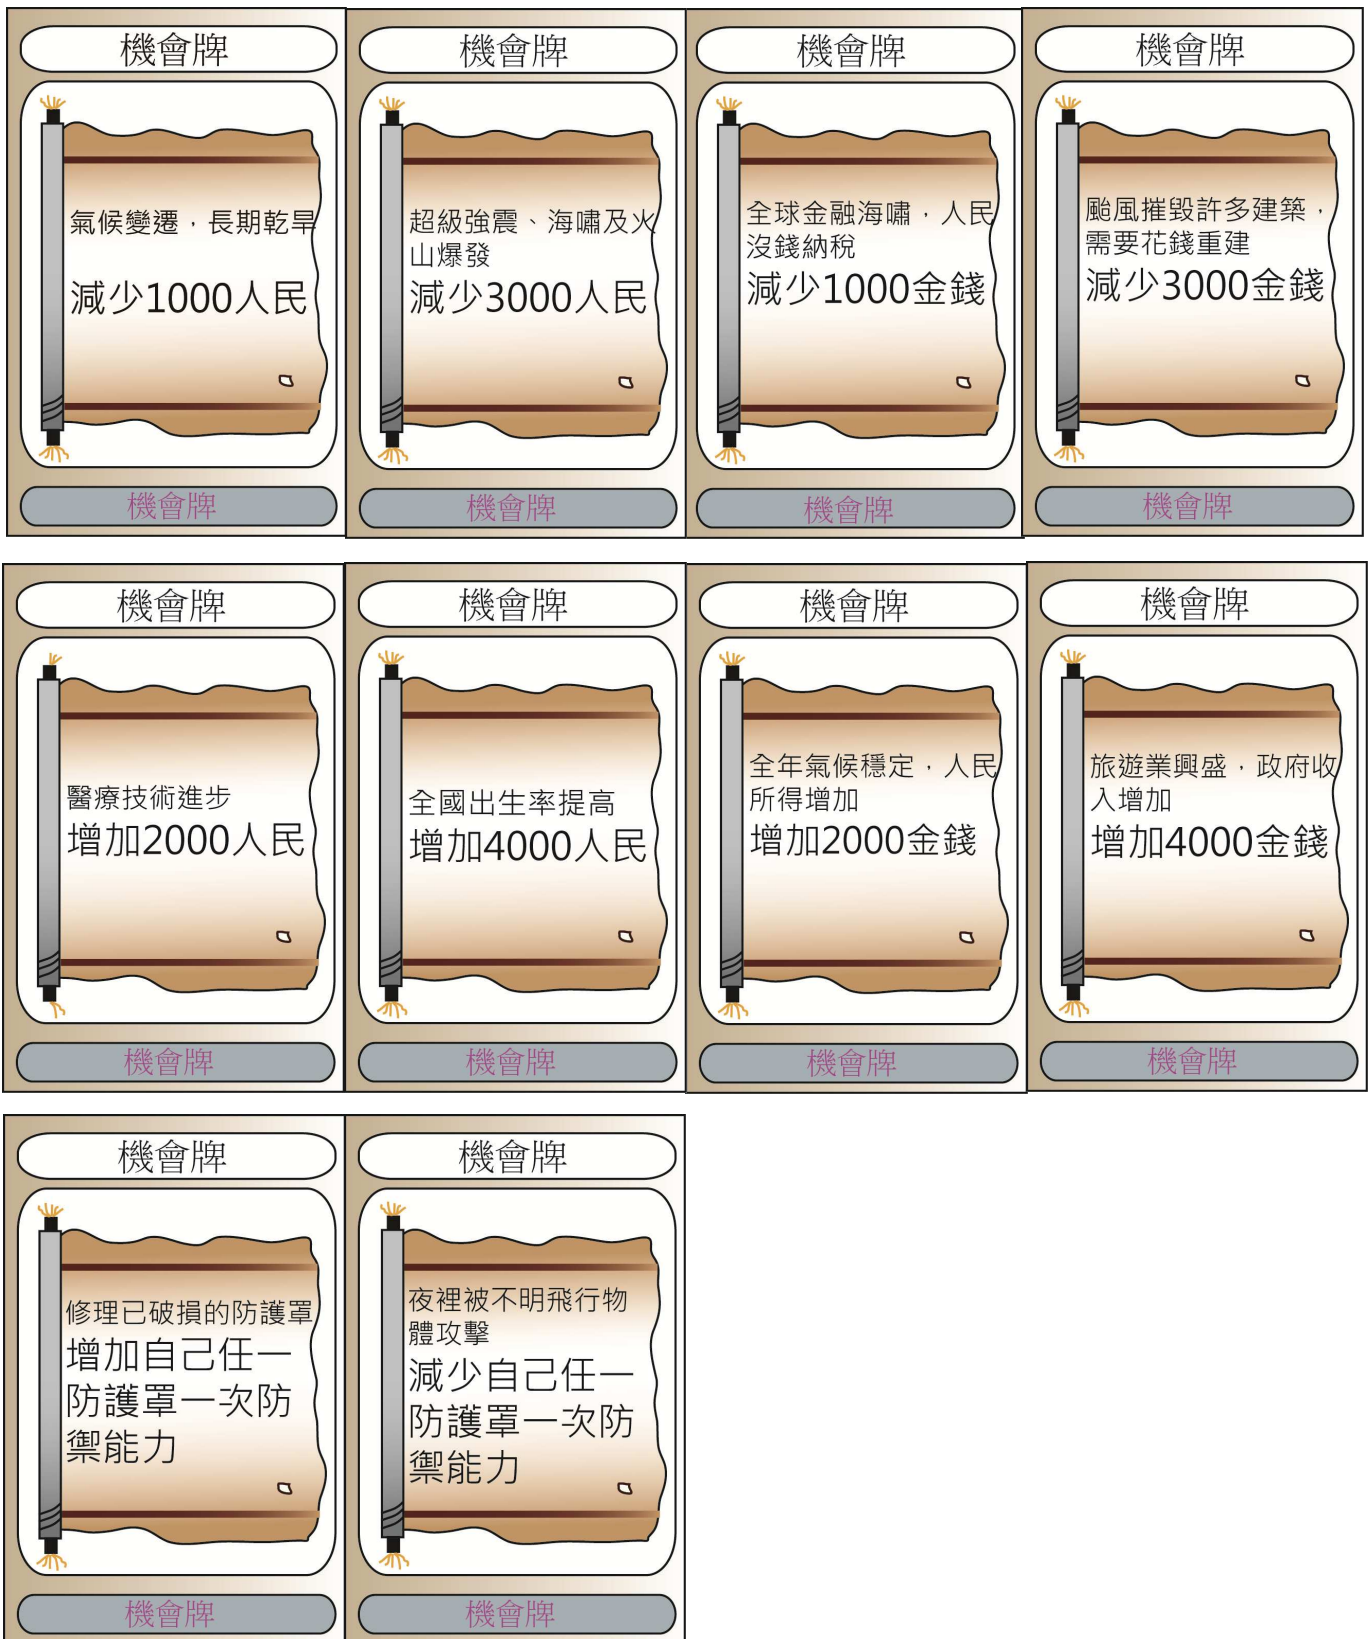 機會牌
氣候變遷，長期乾旱
減少1000人民
機會牌
機會牌
超級強震、海嘯及火
山爆發
減少3000人民
機會牌
機會牌
全球金融海嘯，人民
沒錢納稅
減少1000金錢
機會牌
機會牌
颱風摧毀許多建築，
需要花錢重建
減少3000金錢
機會牌
機會牌
醫療技術進步
增加2000人民
機會牌
機會牌
全國出生率提高
增加4000人民
機會牌
機會牌
全年氣候穩定，人民
所得增加
增加2000金錢
機會牌
機會牌
旅遊業興盛，政府收
入增加
增加4000金錢
機會牌
機會牌
修理已破損的防護罩
增加自己任一
防護罩一次防
禦能力
機會牌
機會牌
夜裡被不明飛行物
體攻擊
減少自己任一
防護罩一次防
禦能力
機會牌